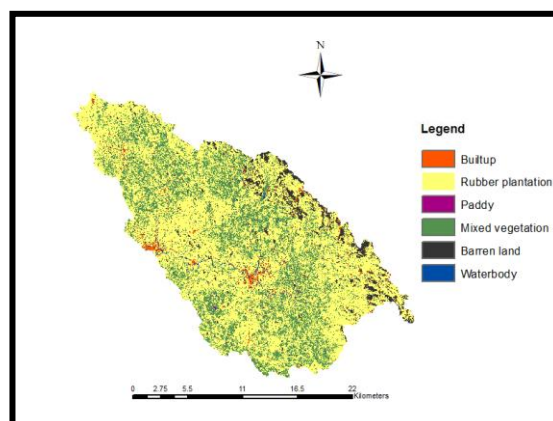 N
Legend
Builtup
Rubber plantation
Paddy
Mixed vegetation
Barren land
Waterbody
0 2.75 5.5 11 16.5 22
Kilometers